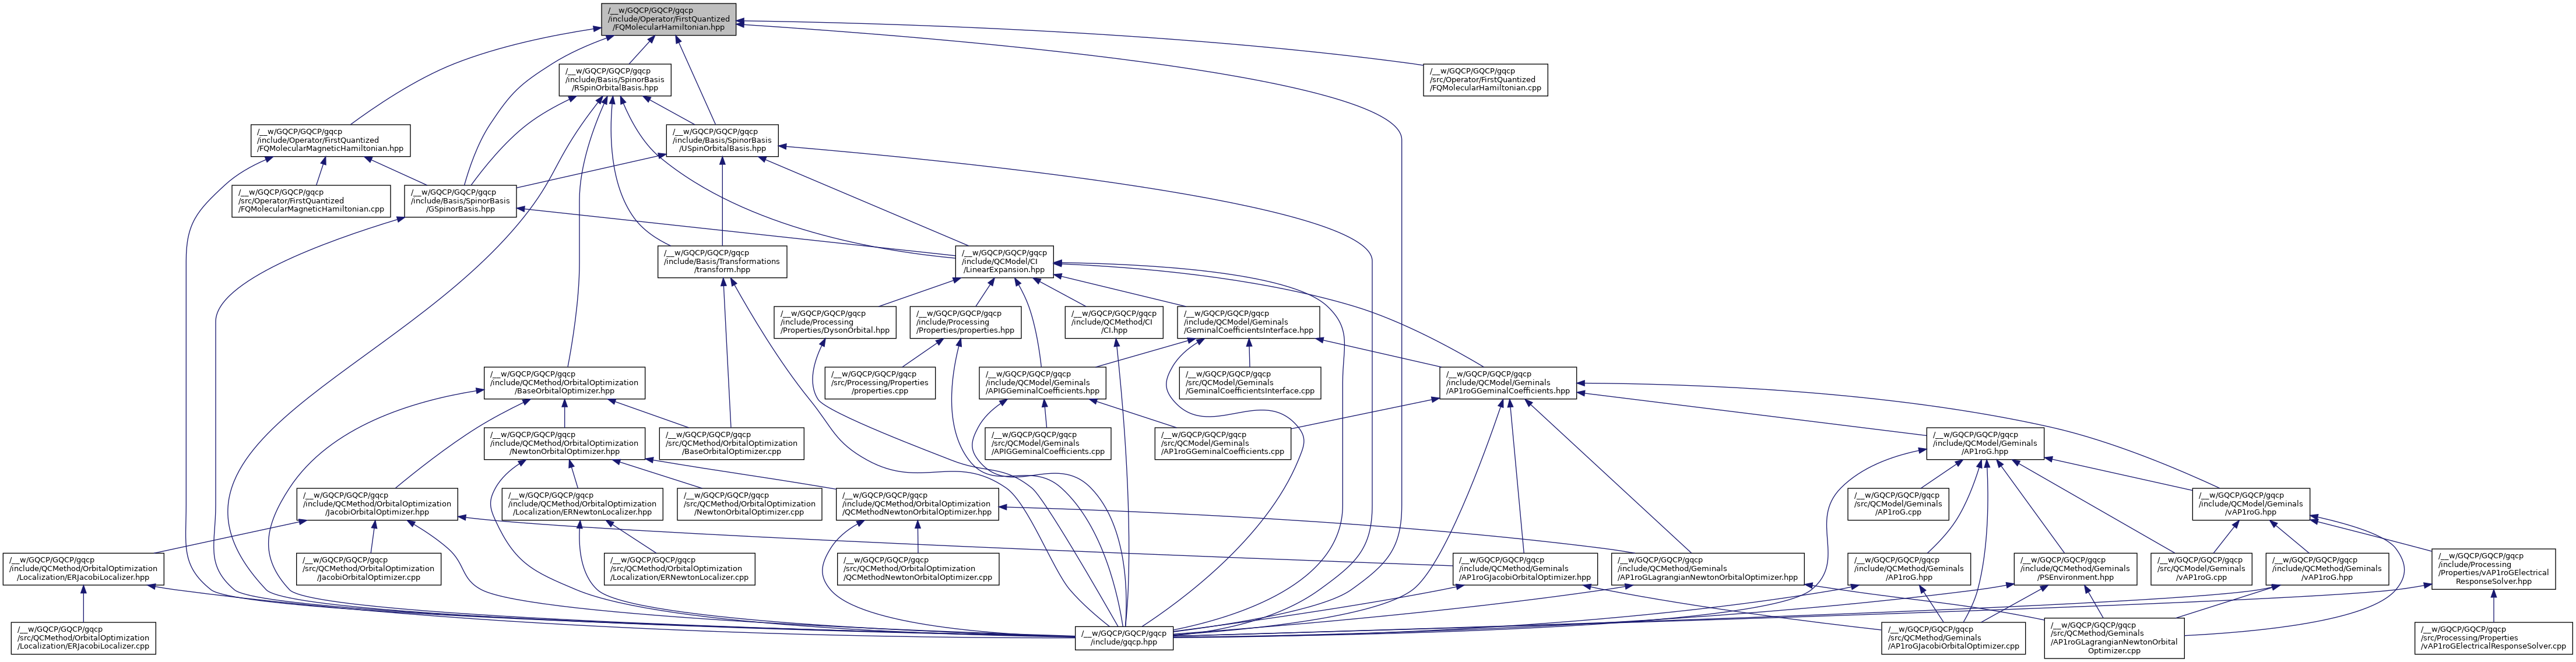 /__w/GQCP/GQCP/gqcp
/include/Operator/FirstQuantized
/FQMolecularHamiltonian.hpp
/__w/GQCP/GQCP/gqcp
/include/Basis/SpinorBasis
/RSpinOrbitalBasis.hpp
/__w/GQCP/GQCP/gqcp
/src/Operator/FirstQuantized
/FQMolecularHamiltonian.cpp
/__w/GQCP/GQCP/gqcp
/include/Operator/FirstQuantized
/FQMolecularMagneticHamiltonian.hpp
/__w/GQCP/GQCP/gqcp
/include/Basis/SpinorBasis
/USpinOrbitalBasis.hpp
/__w/GQCP/GQCP/gqcp
/src/Operator/FirstQuantized
/FQMolecularMagneticHamiltonian.cpp
/__w/GQCP/GQCP/gqcp
/include/Basis/SpinorBasis
/GSpinorBasis.hpp
/__w/GQCP/GQCP/gqcp
/include/Basis/Transformations
/transform.hpp
/__w/GQCP/GQCP/gqcp
/include/QCModel/CI
/LinearExpansion.hpp
/__w/GQCP/GQCP/gqcp
/include/Processing
/Properties/DysonOrbital.hpp
/__w/GQCP/GQCP/gqcp
/include/Processing
/Properties/properties.hpp
/__w/GQCP/GQCP/gqcp
/include/QCMethod/CI
/CI.hpp
/__w/GQCP/GQCP/gqcp
/include/QCModel/Geminals
/GeminalCoefficientsInterface.hpp
/__w/GQCP/GQCP/gqcp
/include/QCMethod/OrbitalOptimization
/BaseOrbitalOptimizer.hpp
/__w/GQCP/GQCP/gqcp
/src/Processing/Properties
/properties.cpp
/__w/GQCP/GQCP/gqcp
/include/QCModel/Geminals
/APIGGeminalCoefficients.hpp
/__w/GQCP/GQCP/gqcp
/src/QCModel/Geminals
/GeminalCoefficientsInterface.cpp
/__w/GQCP/GQCP/gqcp
/include/QCModel/Geminals
/AP1roGGeminalCoefficients.hpp
/__w/GQCP/GQCP/gqcp
/include/QCMethod/OrbitalOptimization
/NewtonOrbitalOptimizer.hpp
/__w/GQCP/GQCP/gqcp
/src/QCMethod/OrbitalOptimization
/BaseOrbitalOptimizer.cpp
/__w/GQCP/GQCP/gqcp
/src/QCModel/Geminals
/APIGGeminalCoefficients.cpp
/__w/GQCP/GQCP/gqcp
/src/QCModel/Geminals
/AP1roGGeminalCoefficients.cpp
/__w/GQCP/GQCP/gqcp
/include/QCModel/Geminals
/AP1roG.hpp
/__w/GQCP/GQCP/gqcp
/include/QCMethod/OrbitalOptimization
/JacobiOrbitalOptimizer.hpp
/__w/GQCP/GQCP/gqcp
/include/QCMethod/OrbitalOptimization
/Localization/ERNewtonLocalizer.hpp
/__w/GQCP/GQCP/gqcp
/src/QCMethod/OrbitalOptimization
/NewtonOrbitalOptimizer.cpp
/__w/GQCP/GQCP/gqcp
/include/QCMethod/OrbitalOptimization
/QCMethodNewtonOrbitalOptimizer.hpp
/__w/GQCP/GQCP/gqcp
/src/QCModel/Geminals
/AP1roG.cpp
/__w/GQCP/GQCP/gqcp
/include/QCModel/Geminals
/vAP1roG.hpp
/__w/GQCP/GQCP/gqcp
/include/QCMethod/OrbitalOptimization
/Localization/ERJacobiLocalizer.hpp
/__w/GQCP/GQCP/gqcp
/src/QCMethod/OrbitalOptimization
/JacobiOrbitalOptimizer.cpp
/__w/GQCP/GQCP/gqcp
/src/QCMethod/OrbitalOptimization
/Localization/ERNewtonLocalizer.cpp
/__w/GQCP/GQCP/gqcp
/src/QCMethod/OrbitalOptimization
/QCMethodNewtonOrbitalOptimizer.cpp
/__w/GQCP/GQCP/gqcp
/include/QCMethod/Geminals
/AP1roGJacobiOrbitalOptimizer.hpp
/__w/GQCP/GQCP/gqcp
/include/QCMethod/Geminals
/AP1roGLagrangianNewtonOrbitalOptimizer.hpp
/__w/GQCP/GQCP/gqcp
/include/QCMethod/Geminals
/AP1roG.hpp
/__w/GQCP/GQCP/gqcp
/include/QCMethod/Geminals
/PSEnvironment.hpp
/__w/GQCP/GQCP/gqcp
/src/QCModel/Geminals
/vAP1roG.cpp
/__w/GQCP/GQCP/gqcp
/include/QCMethod/Geminals
/vAP1roG.hpp
/__w/GQCP/GQCP/gqcp
/include/Processing
/Properties/vAP1roGElectrical
ResponseSolver.hpp
/__w/GQCP/GQCP/gqcp
/src/QCMethod/OrbitalOptimization
/Localization/ERJacobiLocalizer.cpp
/__w/GQCP/GQCP/gqcp
/include/gqcp.hpp
/__w/GQCP/GQCP/gqcp
/src/QCMethod/Geminals
/AP1roGJacobiOrbitalOptimizer.cpp
/__w/GQCP/GQCP/gqcp
/src/QCMethod/Geminals
/AP1roGLagrangianNewtonOrbital
Optimizer.cpp
/__w/GQCP/GQCP/gqcp
/src/Processing/Properties
/vAP1roGElectricalResponseSolver.cpp